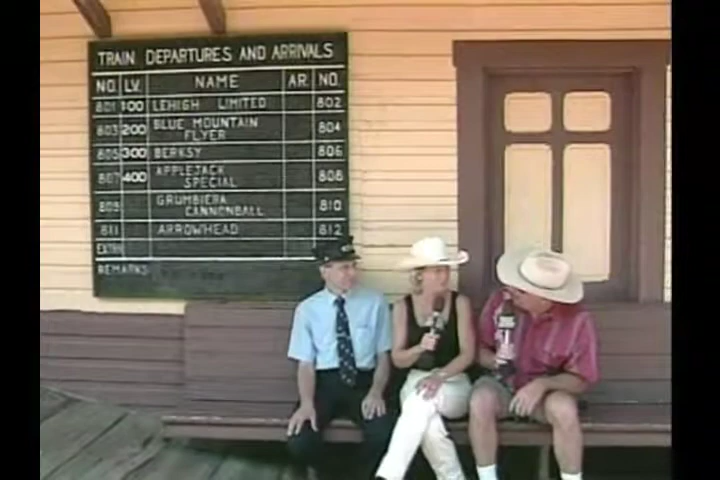 TRAIN DEPARTURES AND ARRIVALS
NO. LV. NAME AR. NO.
801 100 LEHIGH LIMITED 802
803 200 BLUE MOUNTAIN FLYER 804
805 300 BERKSY 806
807 400 APPLEJACK SPECIAL 808
809 GRUMBIERA CANNONBALL 810
811 ARROWHEAD 812
EXTRA
REMARKS